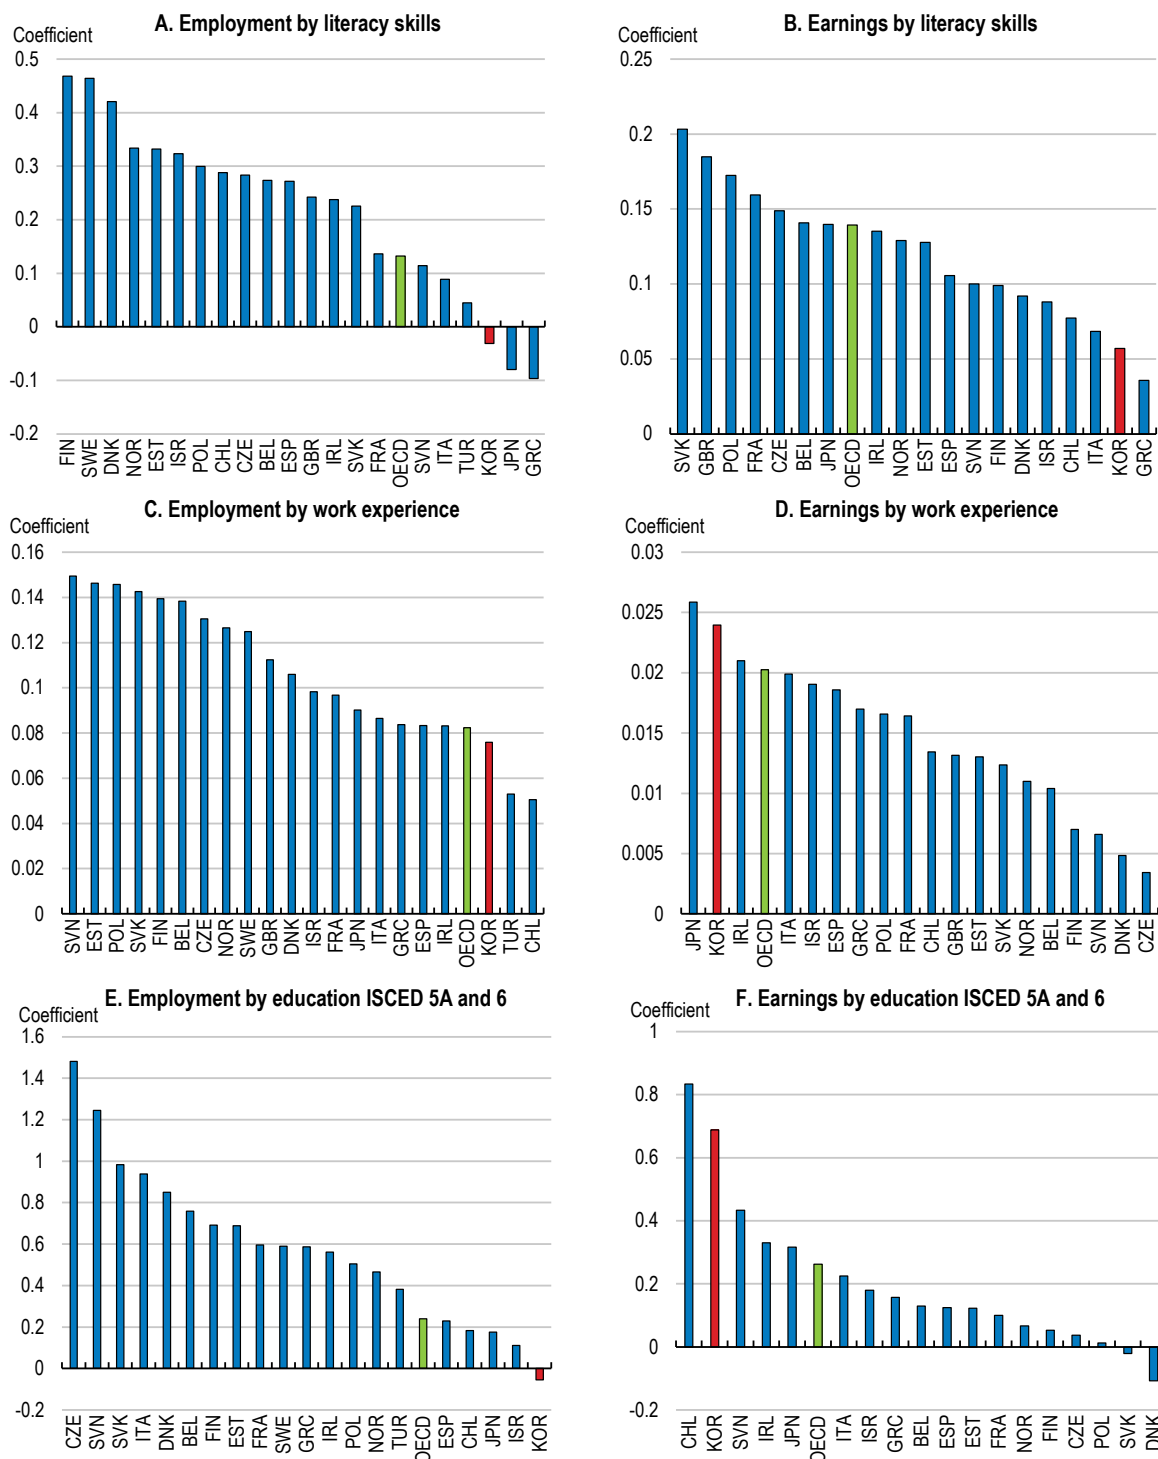 A. Employment by literacy skills
Coefficient
0.5
0.4
0.3
0.2
0.1
0
-0.1
-0.2
FIN SWE DNK NOR EST ISR POL CHL CZE BEL ESP GBR IRL SVK FRA OECD SVN ITA TUR KOR JPN GRC
B. Earnings by literacy skills
Coefficient
0.25
0.2
0.15
0.1
0.05
0
SVK GBR POL FRA CZE BEL JPN OECD IRL NOR EST ESP SVN FIN DNK ISR CHL ITA KOR GRC
C. Employment by work experience
Coefficient
0.16
0.14
0.12
0.1
0.08
0.06
0.04
0.02
0
SVN EST POL SVK FIN BEL CZE NOR SWE GBR DNK ISR FRA JPN ITA GRC ESP IRL OECD KOR TUR CHL
D. Earnings by work experience
Coefficient
0.03
0.025
0.02
0.015
0.01
0.005
0
JPN KOR IRL OECD ITA ISR ESP GRC POL FRA CHL GBR EST SVK NOR BEL FIN SVN DNK CZE
E. Employment by education ISCED 5A and 6
Coefficient
1.6
1.4
1.2
1
0.8
0.6
0.4
0.2
0
-0.2
CZE SVN SVK ITA DNK BEL FIN EST FRA SWE GRC IRL POL NOR TUR OECD ESP CHL JPN ISR KOR
F. Earnings by education ISCED 5A and 6
Coefficient
1
0.8
0.6
0.4
0.2
0
-0.2
CHL KOR SVN IRL JPN OECD ITA ISR GRC BEL ESP EST FRA NOR FIN CZE POL SVK DNK